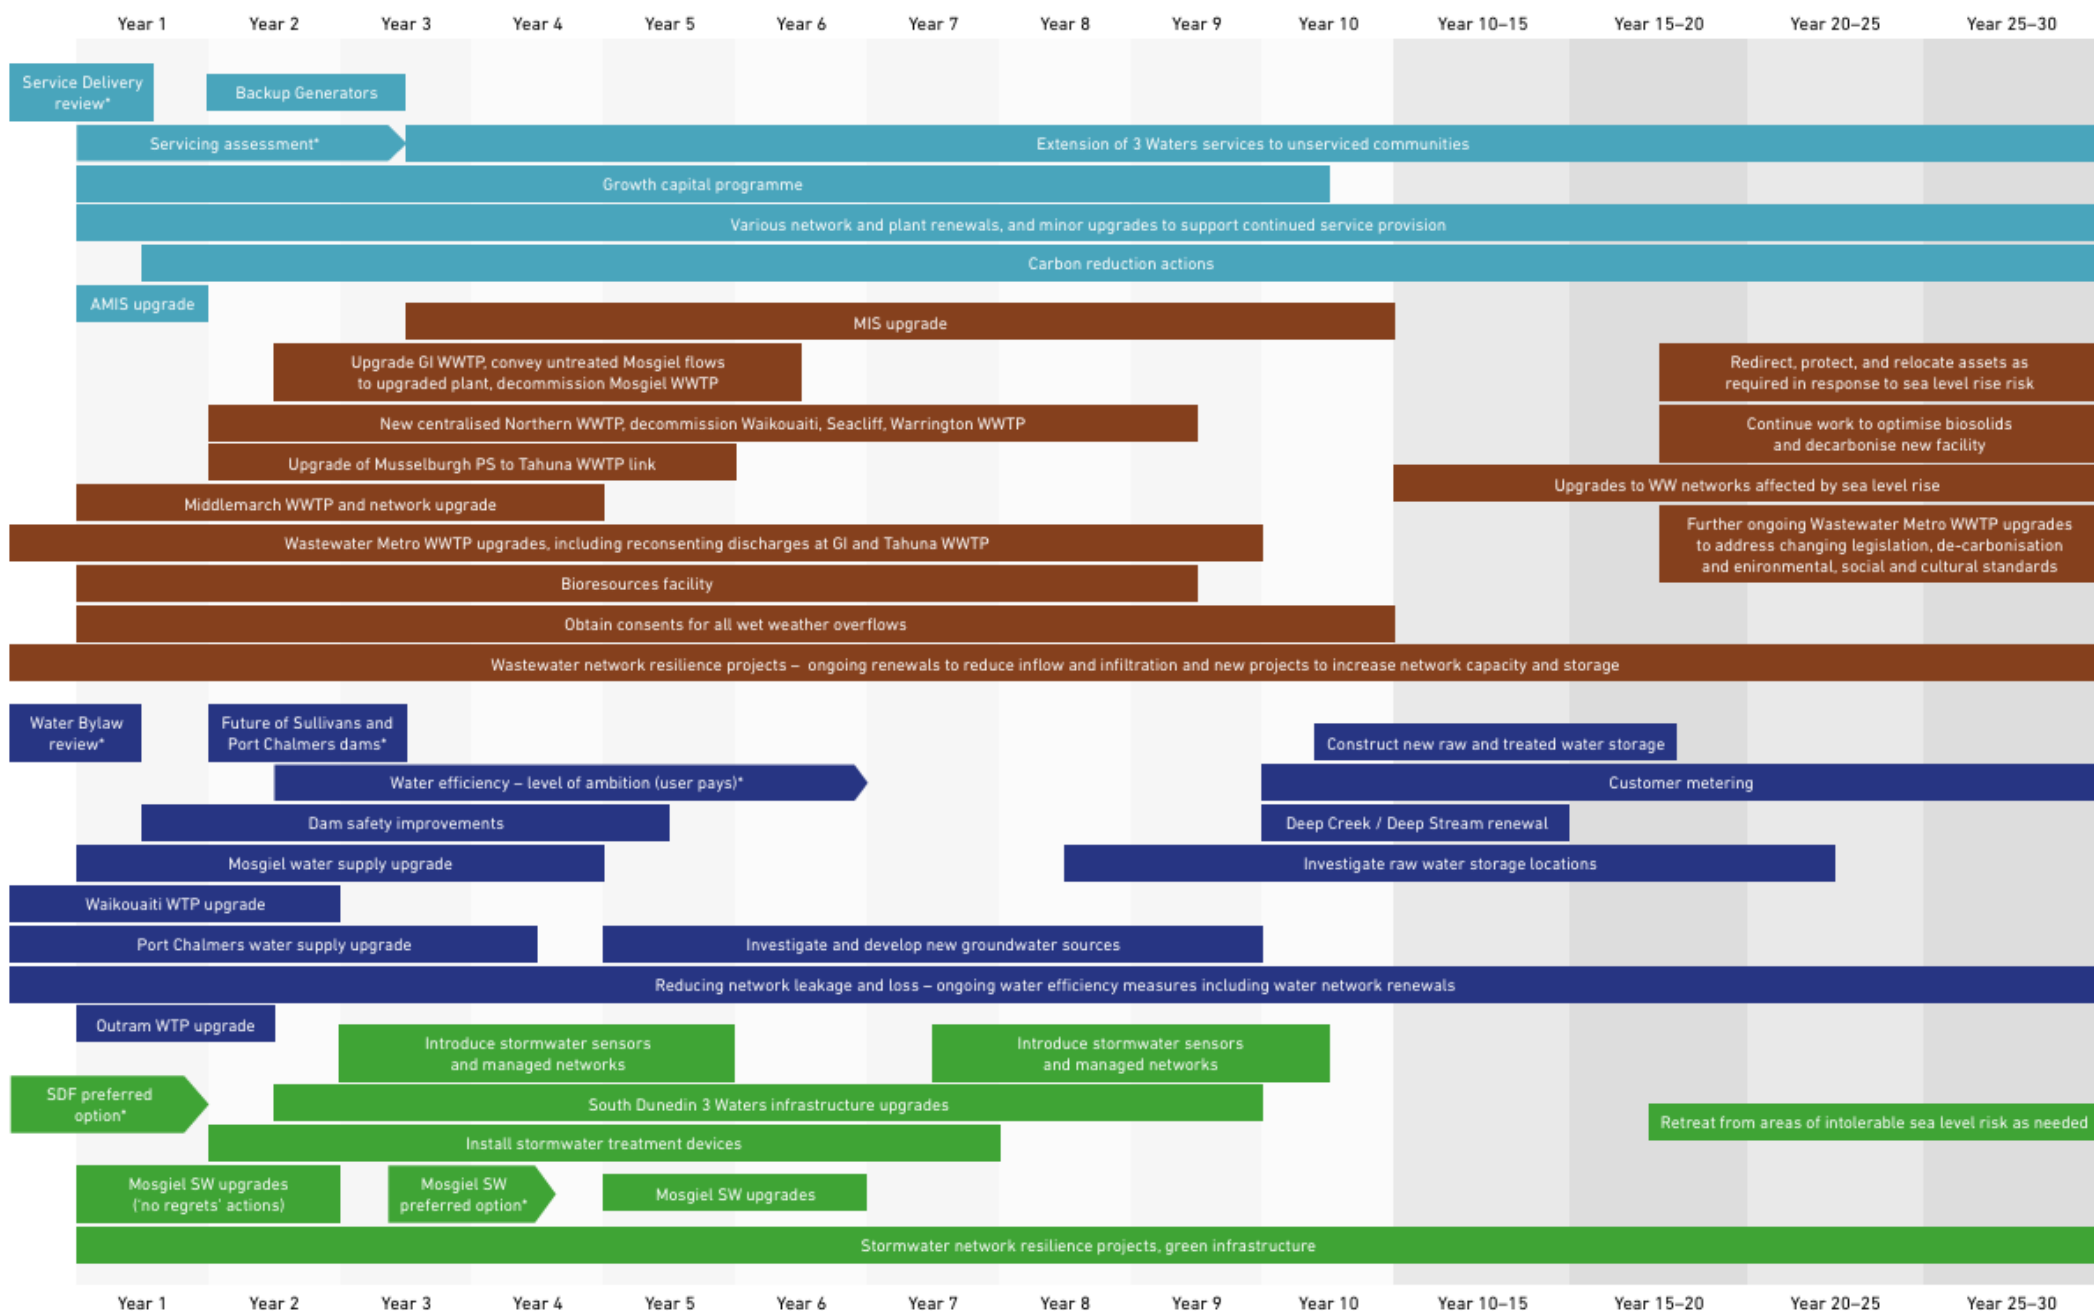 Year 1 Year 2 Year 3 Year 4 Year 5 Year 6 Year 7 Year 8 Year 9 Year 10 Year 10–15 Year 15–20 Year 20–25 Year 25–30
Service Delivery
review*
Backup Generators
Servicing assessment*
Extension of 3 Waters services to unserviced communities
Growth capital programme
Various network and plant renewals, and minor upgrades to support continued service provision
Carbon reduction actions
AMIS upgrade
MIS upgrade
Upgrade GI WWTP, convey untreated Mosgiel flows
to upgraded plant, decommission Mosgiel WWTP
Redirect, protect, and relocate assets as
required in response to sea level rise risk
New centralised Northern WWTP, decommission Waikouaiti, Seacliff, Warrington WWTP
Continue work to optimise biosolids
and decarbonise new facility
Upgrade of Musselburgh PS to Tahuna WWTP link
Upgrades to WW networks affected by sea level rise
Middlemarch WWTP and network upgrade
Further ongoing Wastewater Metro WWTP upgrades
to address changing legislation, de-carbonisation
and enironmental, social and cultural standards
Wastewater Metro WWTP upgrades, including reconsenting discharges at GI and Tahuna WWTP
Bioresources facility
Obtain consents for all wet weather overflows
Wastewater network resilience projects – ongoing renewals to reduce inflow and infiltration and new projects to increase network capacity and storage
Water Bylaw
review*
Future of Sullivans and
Port Chalmers dams*
Construct new raw and treated water storage
Water efficiency – level of ambition (user pays)*
Customer metering
Dam safety improvements
Deep Creek / Deep Stream renewal
Mosgiel water supply upgrade
Investigate raw water storage locations
Waikouaiti WTP upgrade
Port Chalmers water supply upgrade
Investigate and develop new groundwater sources
Reducing network leakage and loss – ongoing water efficiency measures including water network renewals
Outram WTP upgrade
Introduce stormwater sensors
and managed networks
Introduce stormwater sensors
and managed networks
SDF preferred
option*
South Dunedin 3 Waters infrastructure upgrades
Retreat from areas of intolerable sea level risk as needed
Install stormwater treatment devices
Mosgiel SW upgrades
('no regrets' actions)
Mosgiel SW
preferred option*
Mosgiel SW upgrades
Stormwater network resilience projects, green infrastructure
Year 1 Year 2 Year 3 Year 4 Year 5 Year 6 Year 7 Year 8 Year 9 Year 10 Year 10–15 Year 15–20 Year 20–25 Year 25–30